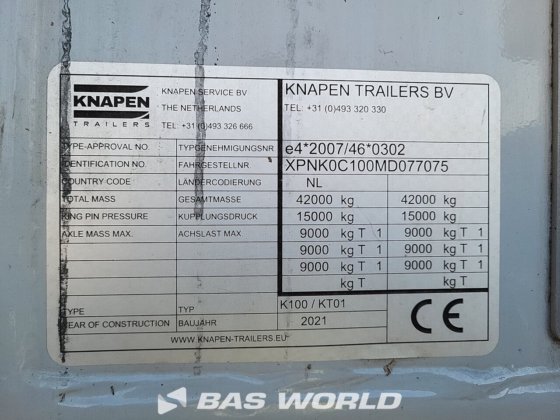 KNAPEN
TRAILERS
KNAPEN SERVICE BV
THE NETHERLANDS
TEL: +31 (0)493 326 666
KNAPEN TRAILERS BV
TEL: +31 (0)493 320 330
TYPE-APPROVAL NO. TYPGENEHMIGUNGSNR. e4*2007/46*0302
IDENTIFICATION NO. FAHRGESTELLNR. XPNK0C100MD077075
COUNTRY CODE LÄNDERCODIERUNG NL
TOTAL MASS GESAMTMASSE 42000 kg 42000 kg
KING PIN PRESSURE KUPPLUNGSDRUCK 15000 kg 15000 kg
AXLE MASS MAX. ACHSLAST MAX 9000 kg T 1 9000 kg T 1
9000 kg T 1 9000 kg T 1
9000 kg T 1 9000 kg T 1
kg T kg T
TYPE TYP K100 / KT01
YEAR OF CONSTRUCTION BAUJAHR 2021
CE
WWW.KNAPEN-TRAILERS.EU
BAS WORLD